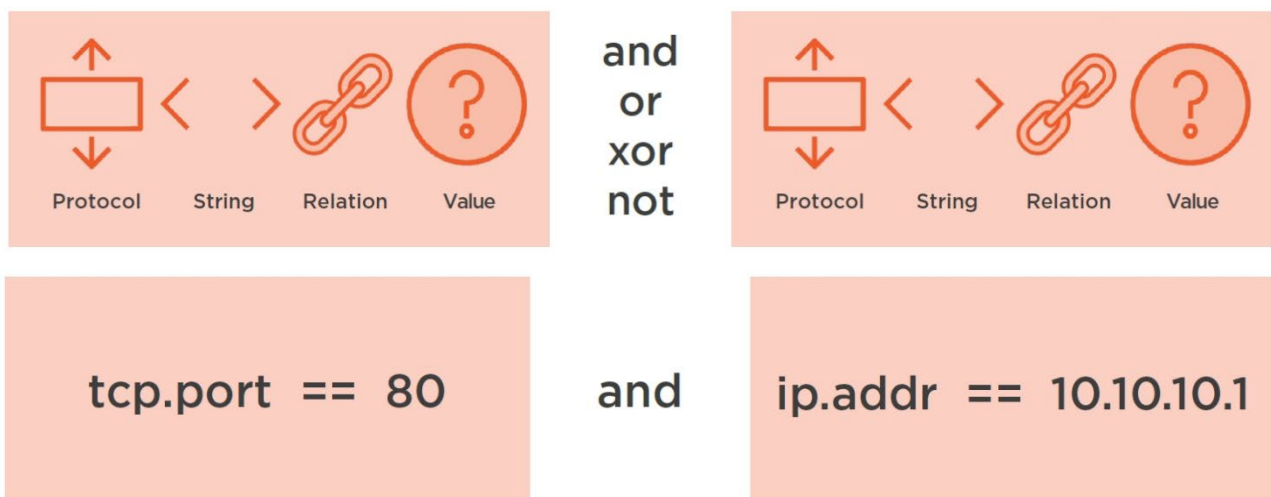 and
or
xor
not
Protocol String Relation Value
Protocol String Relation Value
tcp.port == 80 and ip.addr == 10.10.10.1